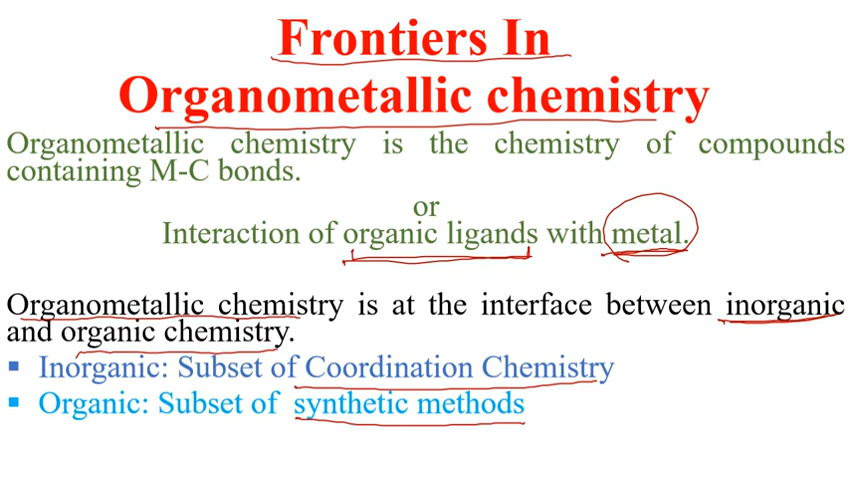 Frontiers In
Organometallic chemistry
Organometallic chemistry is the chemistry of compounds
containing M-C bonds.
or
Interaction of organic ligands with metal.
Organometallic chemistry is at the interface between inorganic
and organic chemistry.
▪ Inorganic: Subset of Coordination Chemistry
▪ Organic: Subset of synthetic methods